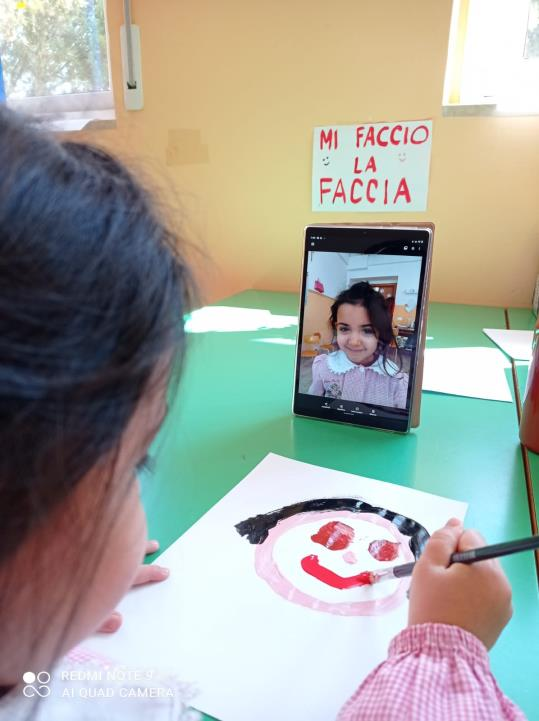 MI FACCIO
LA
FACCIA
REDMI NOTE 9
AI QUAD CAMERA